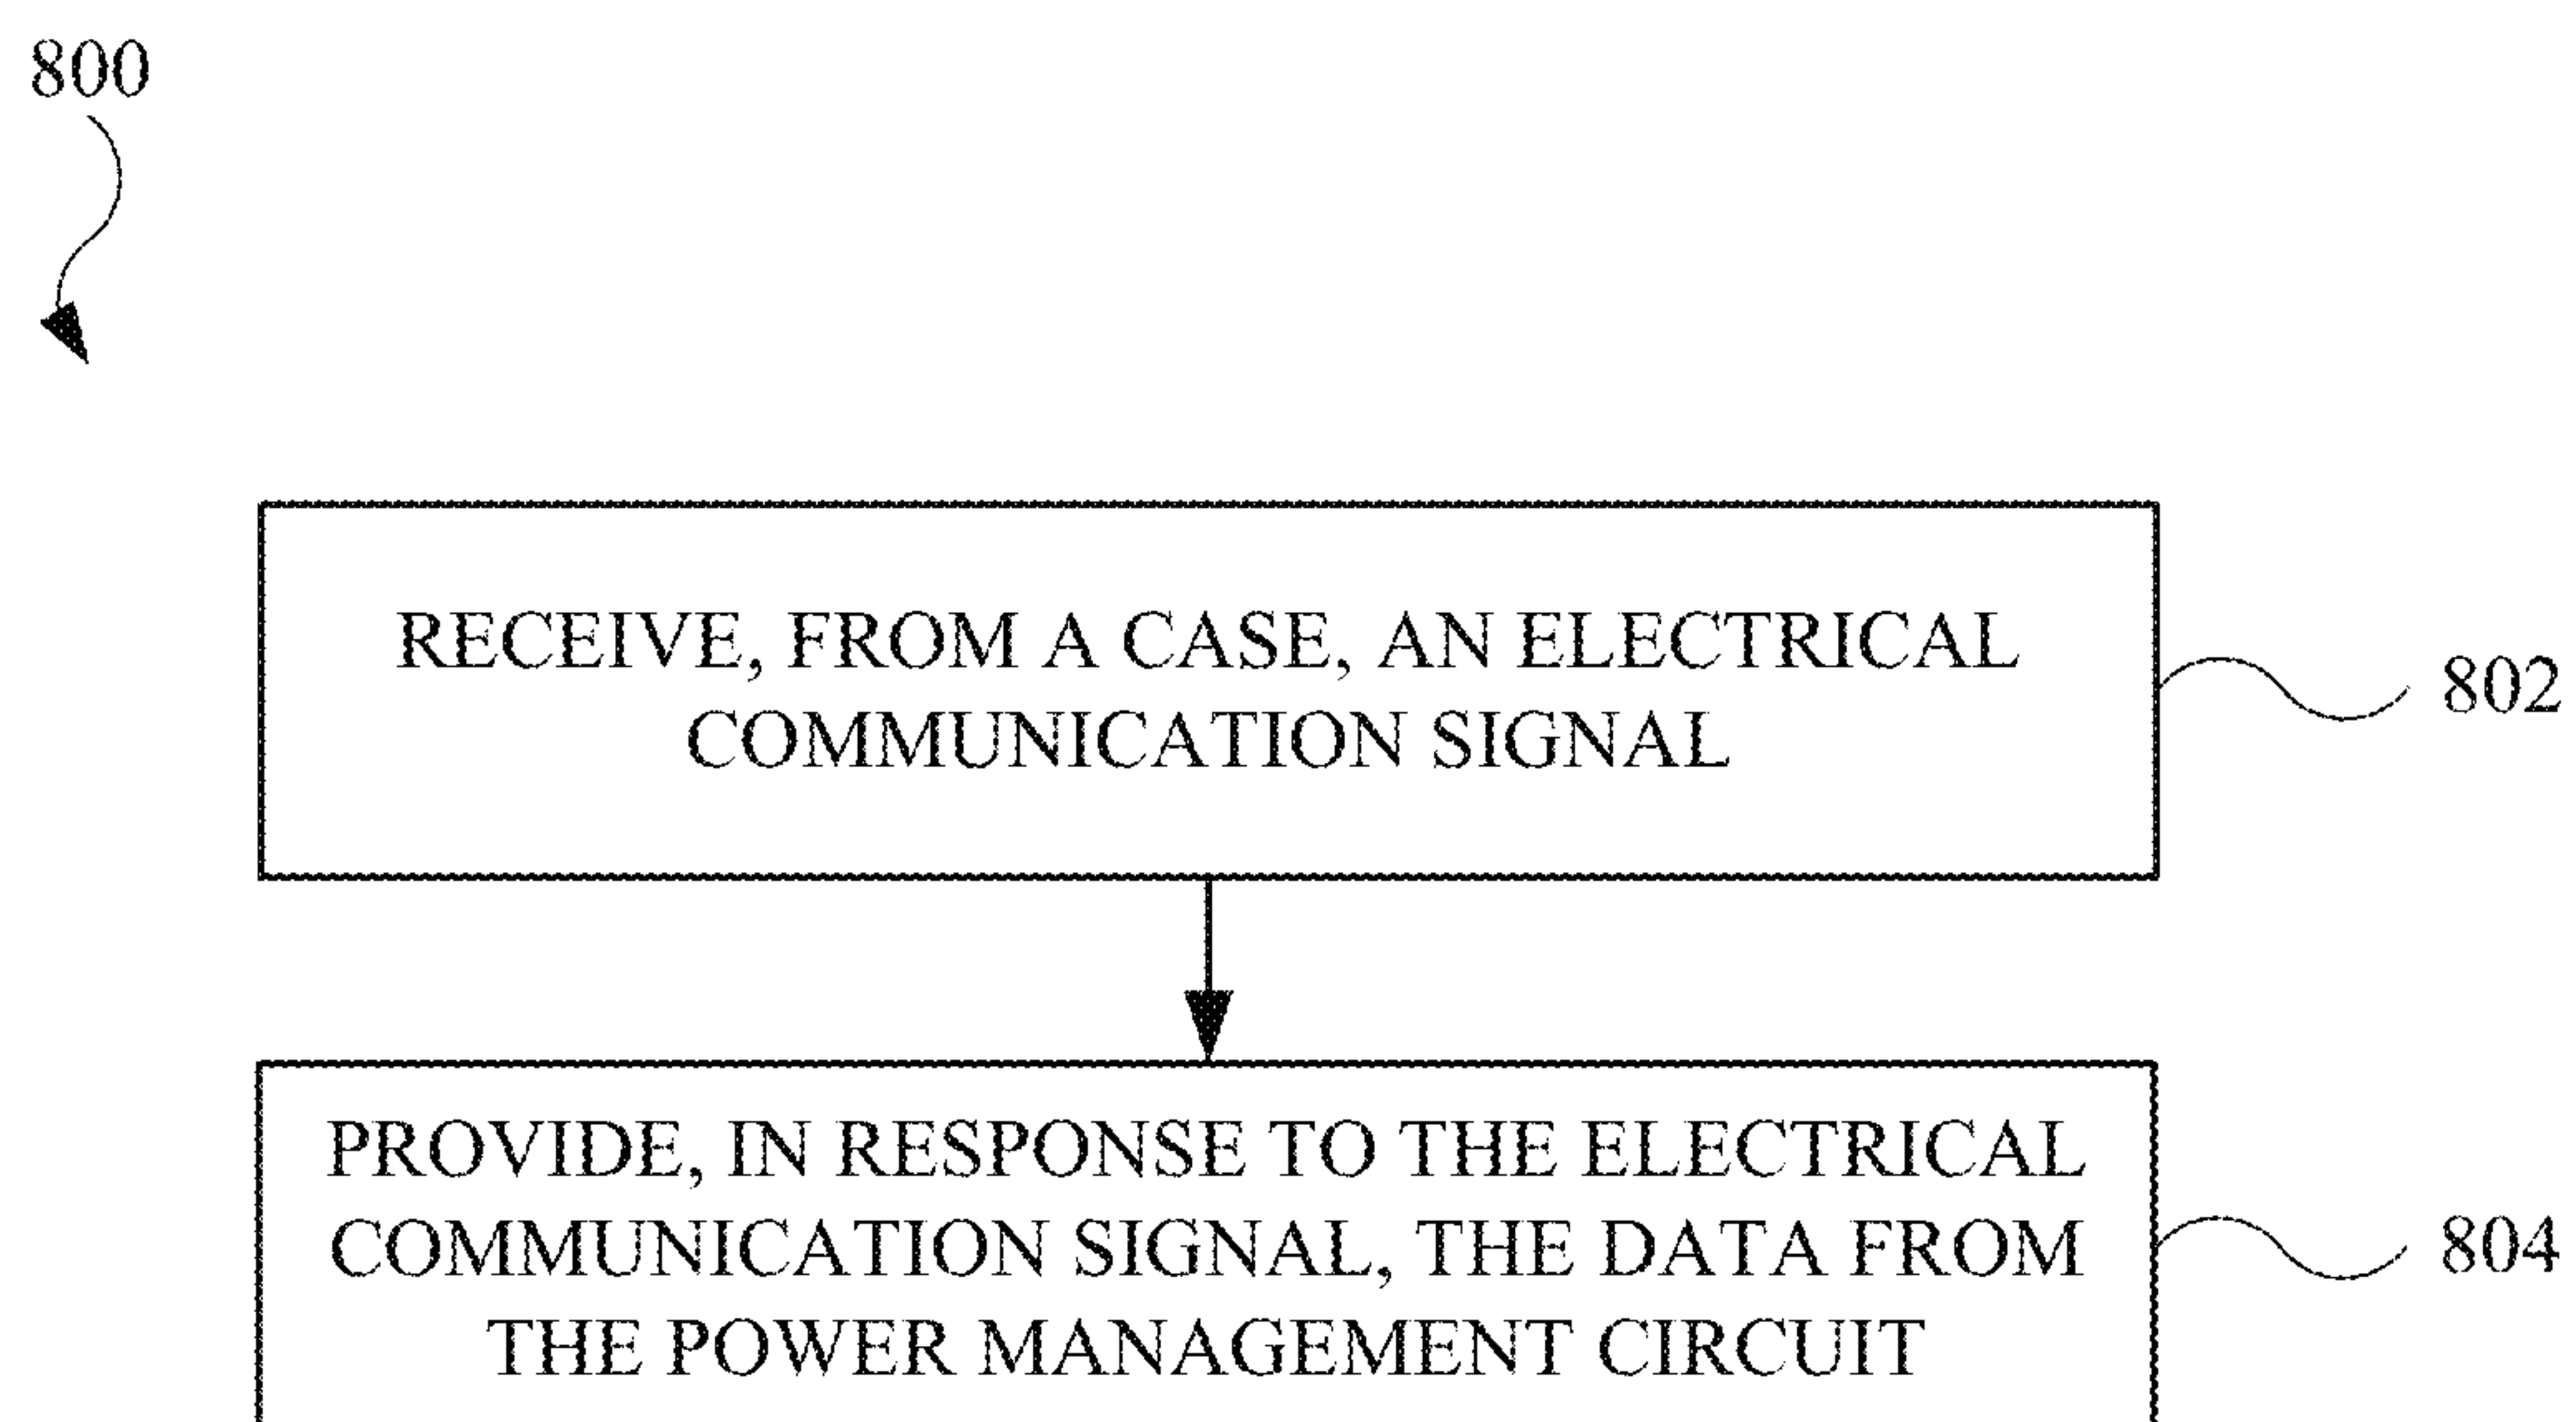 800
RECEIVE, FROM A CASE, AN ELECTRICAL
COMMUNICATION SIGNAL
802
PROVIDE, IN RESPONSE TO THE ELECTRICAL
COMMUNICATION SIGNAL, THE DATA FROM
THE POWER MANAGEMENT CIRCUIT
804